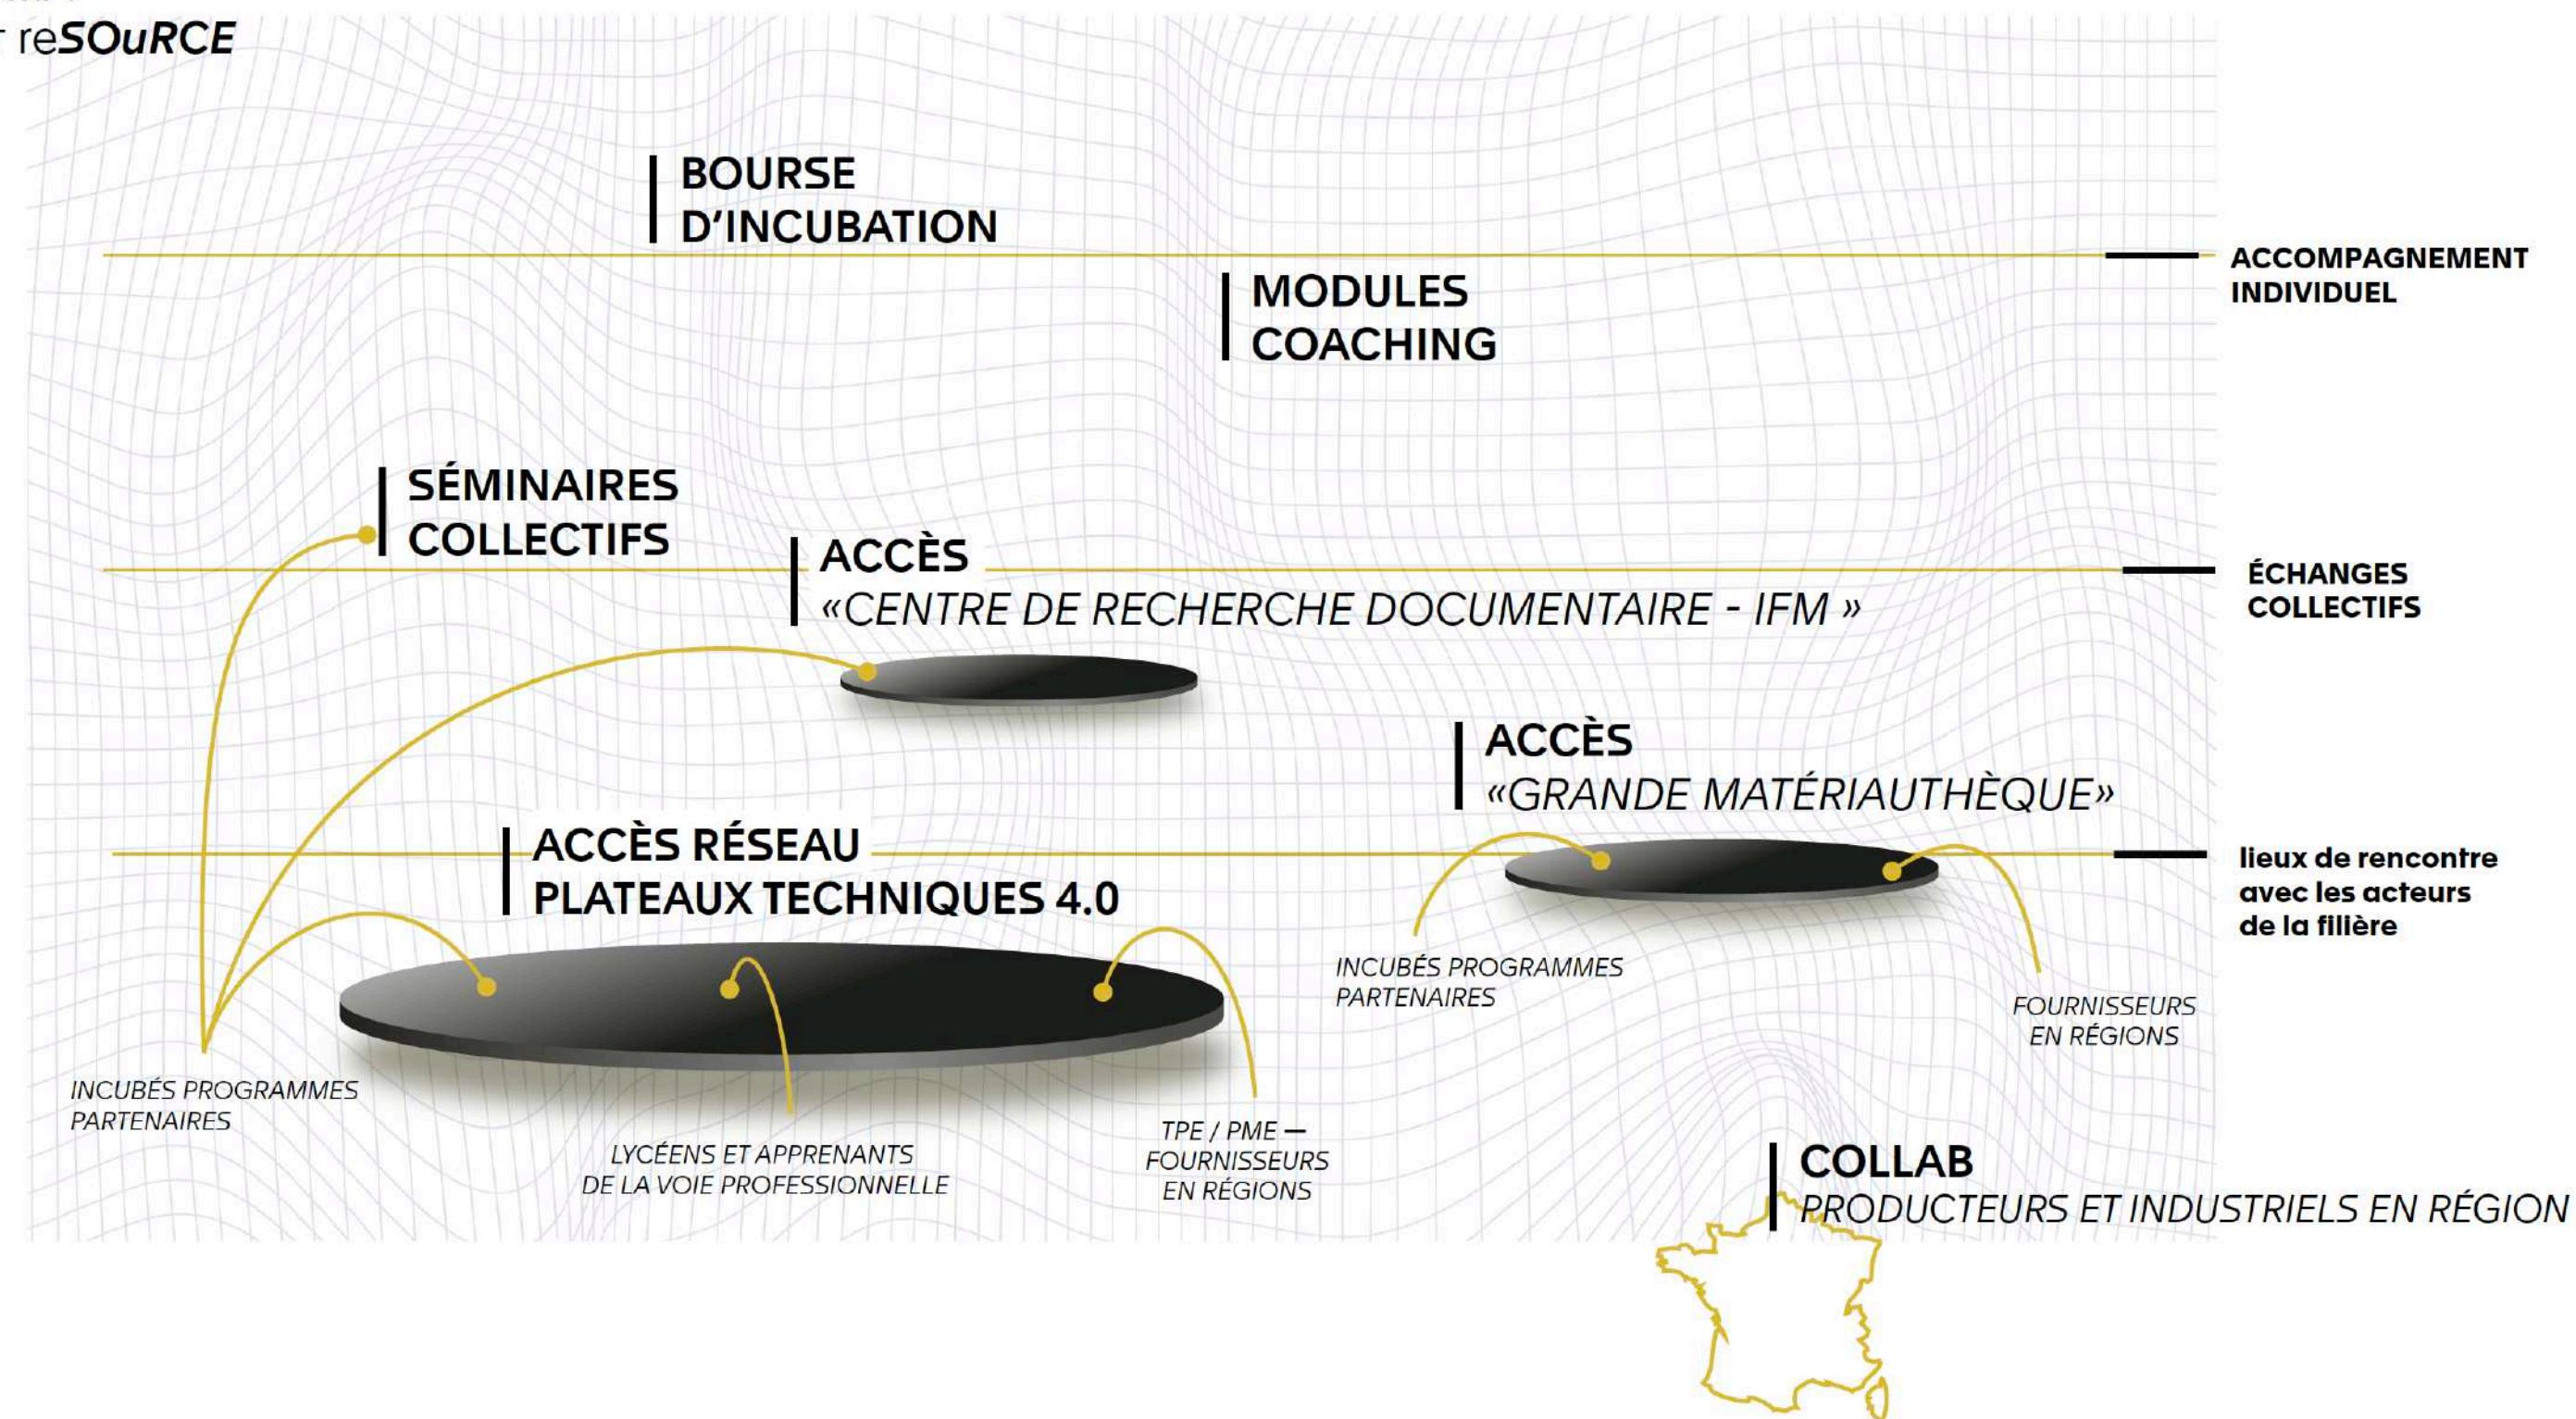 reSOuRCE
BOURSE
D'INCUBATION
ACCOMPAGNEMENT
INDIVIDUEL
MODULES
COACHING
SÉMINAIRES
COLLECTIFS
ACCÈS
«CENTRE DE RECHERCHE DOCUMENTAIRE - IFM »
ÉCHANGES
COLLECTIFS
ACCÈS
«GRANDE MATÉRIAUTHÈQUE»
ACCÈS RÉSEAU
PLATEAUX TECHNIQUES 4.0
lieux de rencontre
avec les acteurs
de la filière
INCUBÉS PROGRAMMES
PARTENAIRES
FOURNISSEURS
EN RÉGIONS
INCUBÉS PROGRAMMES
PARTENAIRES
LYCÉENS ET APPRENANTS
DE LA VOIE PROFESSIONNELLE
TPE / PME —
FOURNISSEURS
EN RÉGIONS
COLLAB
PRODUCTEURS ET INDUSTRIELS EN RÉGION